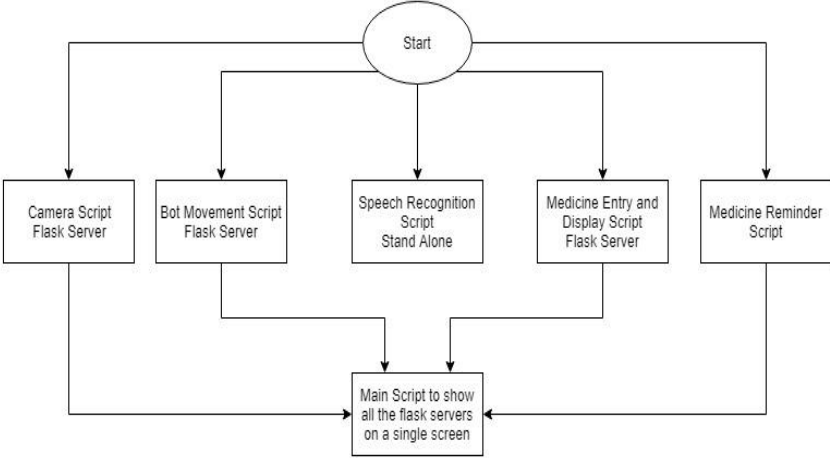 Start
Camera Script
Flask Server
Bot Movement Script
Flask Server
Speech Recognition
Script
Stand Alone
Medicine Entry and
Display Script
Flask Server
Medicine Reminder
Script
Main Script to show
all the flask servers
on a single screen